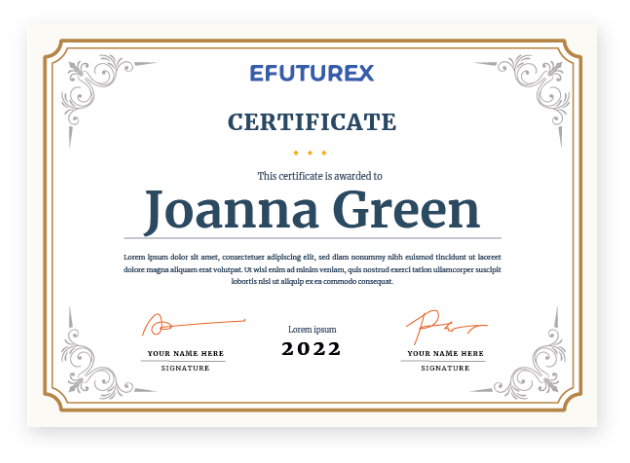 EFUTUREX
CERTIFICATE
This certificate is awarded to
Joanna Green
Lorem ipsum dolor sit amet, consectetuer adipiscing elit, sed diam nonummy nibh euismod tincidunt ut laoreet
dolore magna aliquam erat volutpat. Ut wisi enim ad minim veniam, quis nostrud exerci tation ullamcorper suscipit
lobortis nisl ut aliquip ex ea commodo consequat.
Lorem ipsum
2022
YOUR NAME HERE
SIGNATURE
YOUR NAME HERE
SIGNATURE